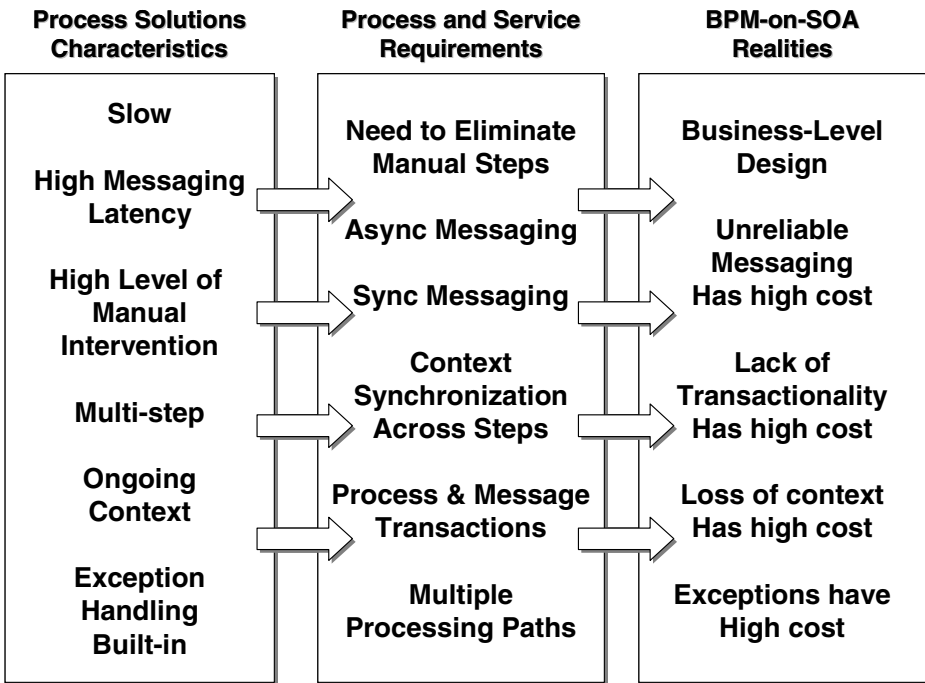 Process Solutions
Characteristics
Slow
High Messaging
Latency
High Level of
Manual
Intervention
Multi-step
Ongoing
Context
Exception
Handling
Built-in
Process and Service
Requirements
Need to Eliminate
Manual Steps
Async Messaging
Sync Messaging
Context
Synchronization
Across Steps
Process & Message
Transactions
Multiple
Processing Paths
BPM-on-SOA
Realities
Business-Level
Design
Unreliable
Messaging
Has high cost
Lack of
Transactionality
Has high cost
Loss of context
Has high cost
Exceptions have
High cost